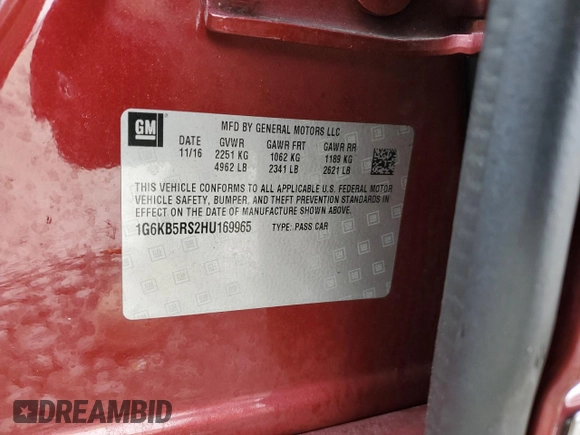 GM
MFD BY GENERAL MOTORS LLC
DATE GVWR GAWR FRT GAWR RR
11/16 2251 KG 1062 KG 1189 KG
4962 LB 2341 LB 2621 LB
THIS VEHICLE CONFORMS TO ALL APPLICABLE U.S. FEDERAL MOTOR
VEHICLE SAFETY, BUMPER, AND THEFT PREVENTION STANDARDS IN
EFFECT ON THE DATE OF MANUFACTURE SHOWN ABOVE.
1G6KB5RS2HU169965 TYPE: PASS CAR
DREAMBID